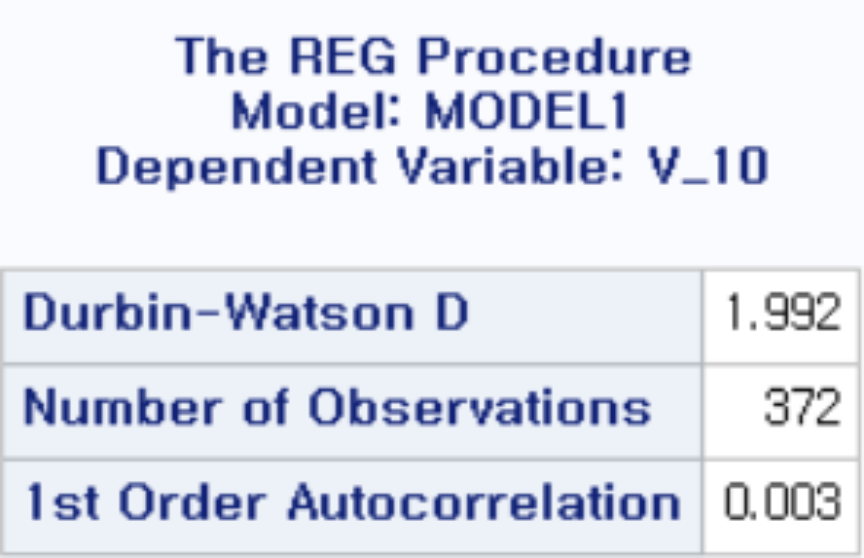 The REG Procedure
Model: MODEL1
Dependent Variable: V_10
Durbin-Watson D 1.992
Number of Observations 372
1st Order Autocorrelation 0.003